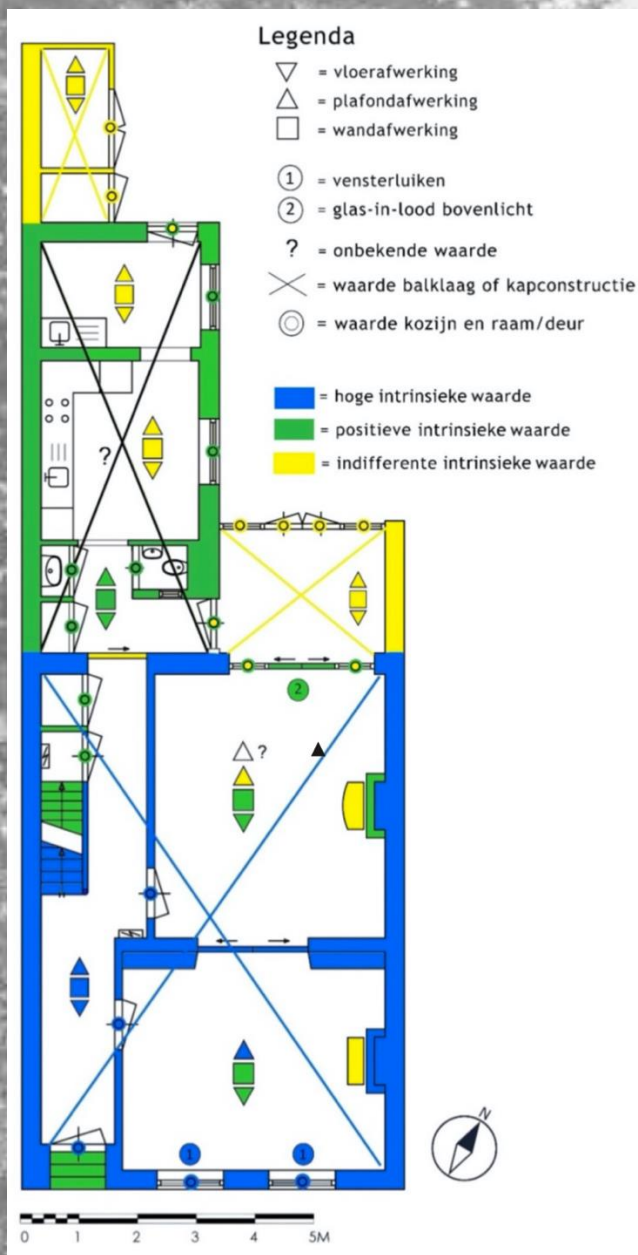 Legenda
= vloerafwerking
= plafondafwerking
= wandafwerking
1 = vensterluiken
2 = glas-in-lood bovenlicht
? = onbekende waarde
= waarde balklaag of kapconstructie
= waarde kozijn en raam/deur
= hoge intrinsieke waarde
= positieve intrinsieke waarde
= indifferente intrinsieke waarde
?
2
?
1 1
N
0 1 2 3 4 5M